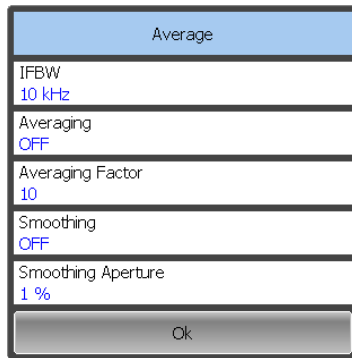 Average
IFBW
10 kHz
Averaging
OFF
Averaging Factor
10
Smoothing
OFF
Smoothing Aperture
1 %
Ok